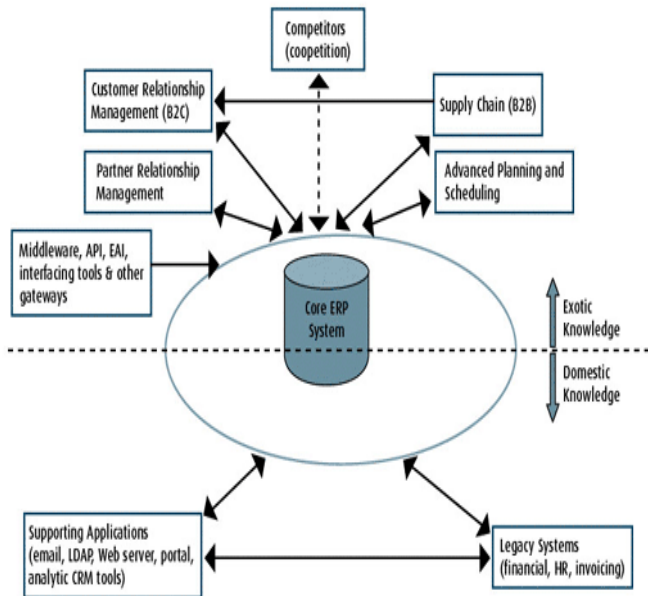 Competitors
(coopetition)
Customer Relationship
Management (B2C)
Supply Chain (B2B)
Partner Relationship
Management
Advanced Planning and
Scheduling
Middleware, API, EAI,
interfacing tools & other
gateways
Core ERP
System
Exotic
Knowledge
Domestic
Knowledge
Supporting Applications
(email, LDAP, Web server, portal,
analytic CRM tools)
Legacy Systems
(financial, HR, invoicing)